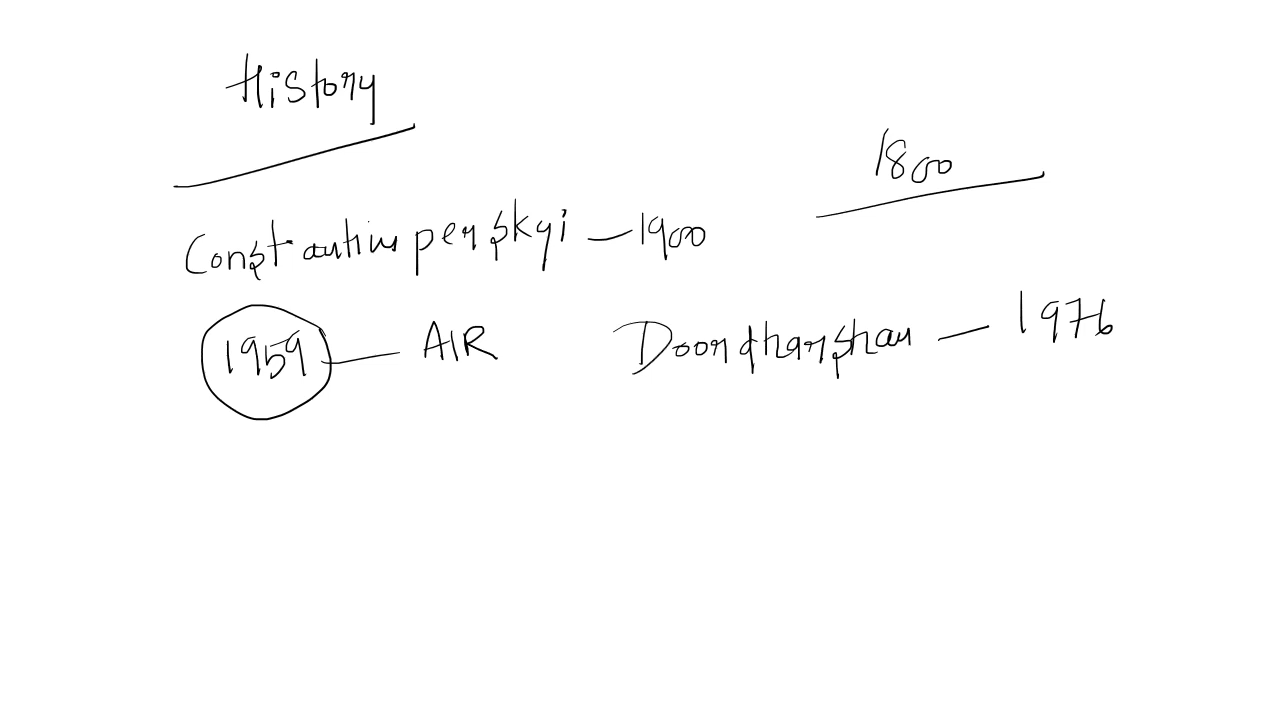 History
1800
Constantin perskyi - 1900
1959 - AIR Doordharshan - 1976